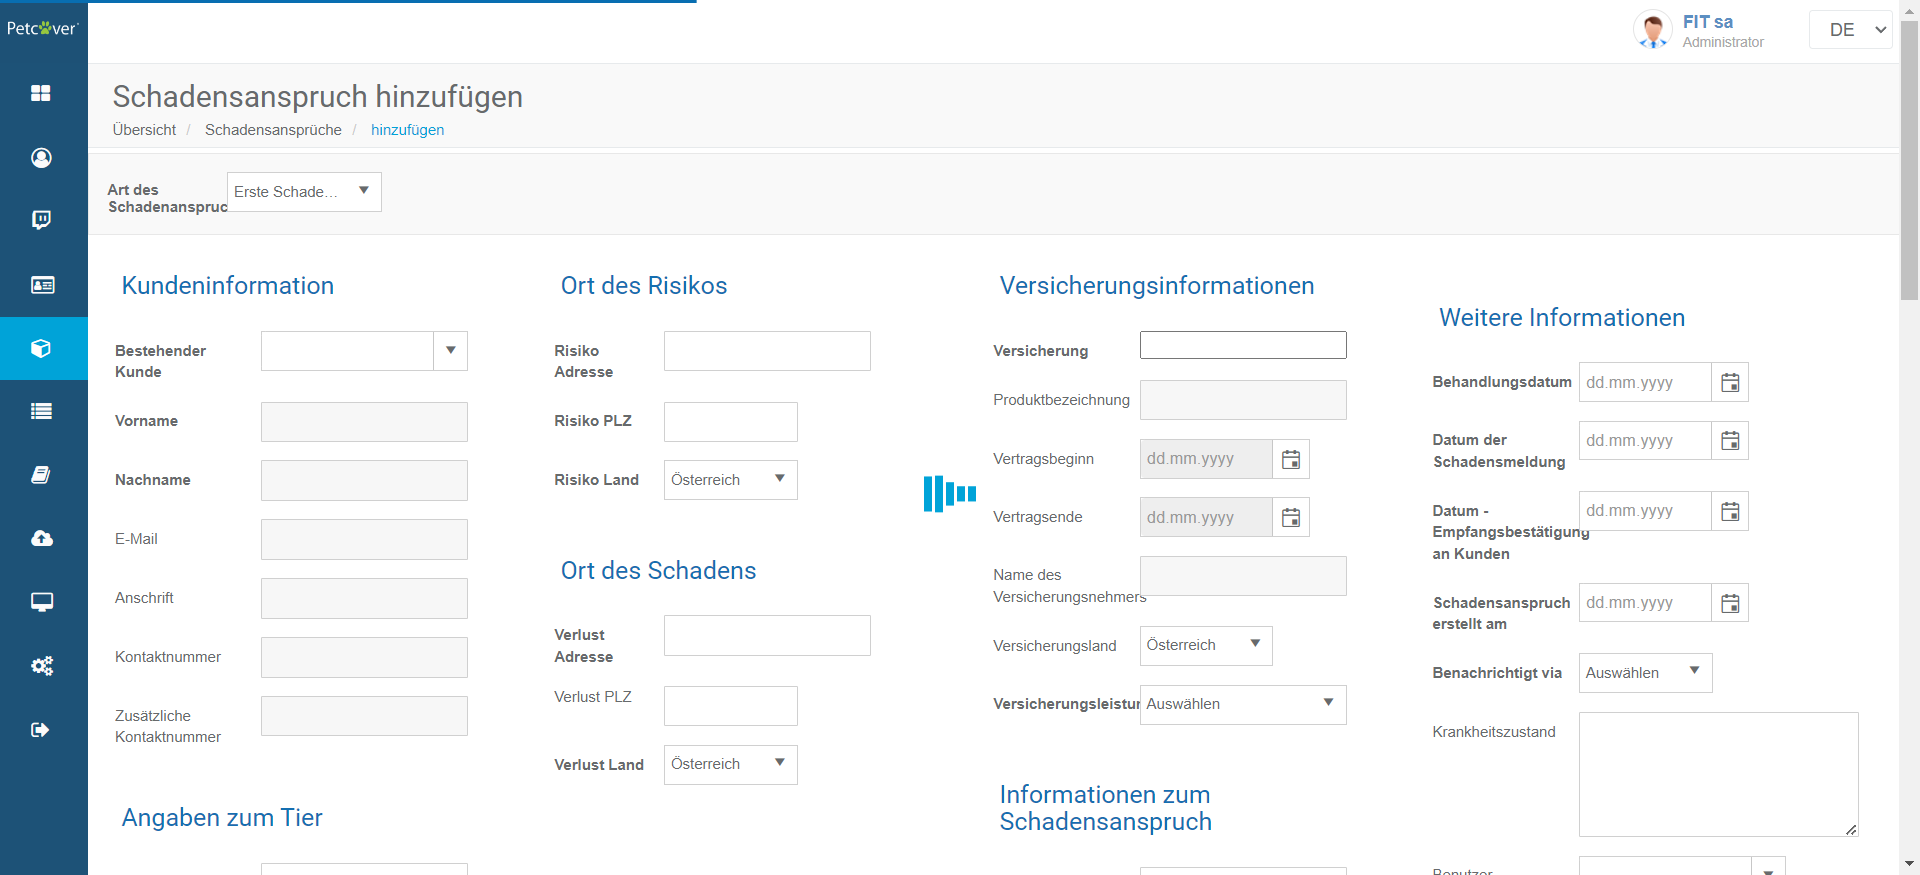 Petcover
FIT sa
Administrator
DE
Schadensanspruch hinzufügen
Übersicht / Schadensansprüche / hinzufügen
Art des
Schadenanspruc
Erste Schade...
Kundeninformation
Bestehender
Kunde
Vorname
Nachname
E-Mail
Anschrift
Kontaktnummer
Zusätzliche
Kontaktnummer
Angaben zum Tier
Ort des Risikos
Risiko
Adresse
Risiko PLZ
Risiko Land
Österreich
Ort des Schadens
Verlust
Adresse
Verlust PLZ
Verlust Land
Österreich
Versicherungsinformationen
Versicherung
Produktbezeichnung
Vertragsbeginn
dd.mm.yyyy
Vertragsende
dd.mm.yyyy
Name des
Versicherungsnehmers
Versicherungsland
Österreich
Versicherungsleistur
Auswählen
Informationen zum
Schadensanspruch
Weitere Informationen
Behandlungsdatum
dd.mm.yyyy
Datum der
Schadensmeldung
dd.mm.yyyy
Datum -
Empfangsbestätigung
an Kunden
dd.mm.yyyy
Schadensanspruch
erstellt am
dd.mm.yyyy
Benachrichtigt via
Auswählen
Krankheitszustand
Benutzer